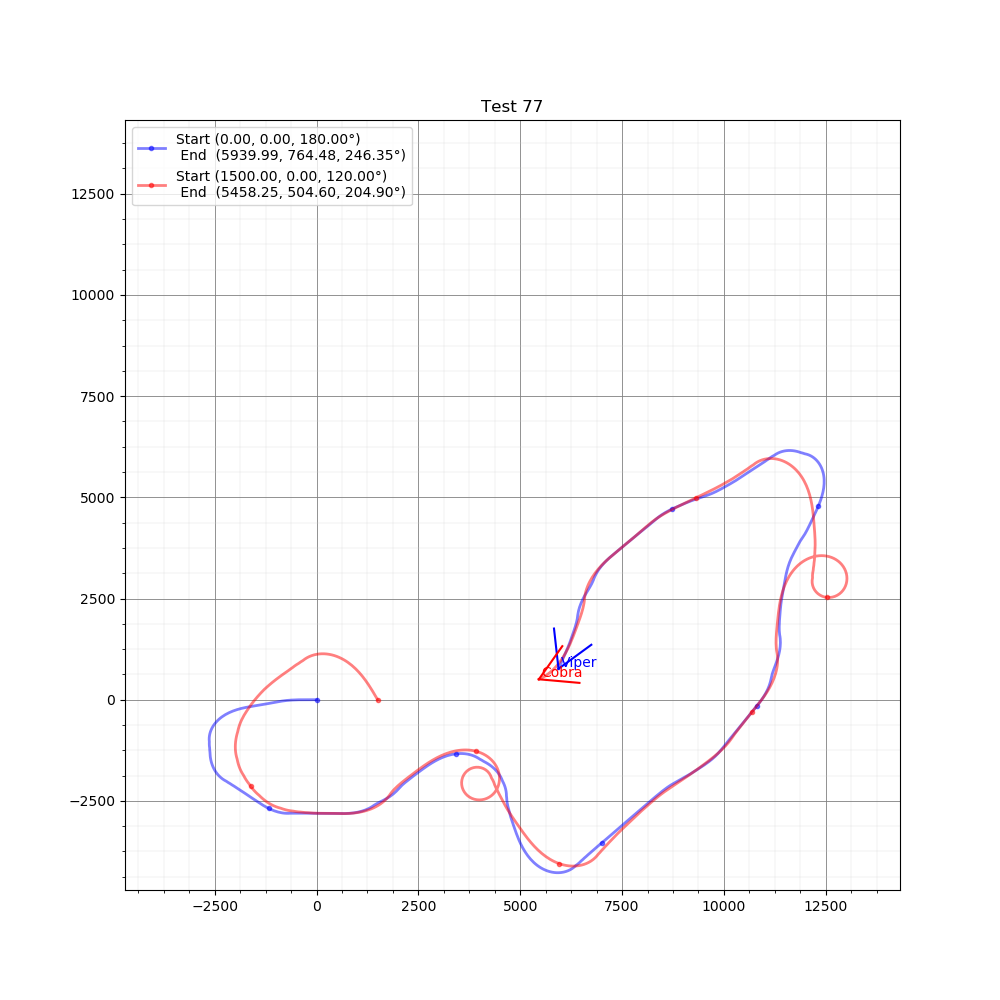 Test 77
Start (0.00, 0.00, 180.00°)
End (5939.99, 764.48, 246.35°)
Start (1500.00, 0.00, 120.00°)
End (5458.25, 504.60, 204.90°)
12500
10000
7500
5000
2500
0
−2500
Viper
Cobra
−2500
0
2500
5000
7500
10000
12500